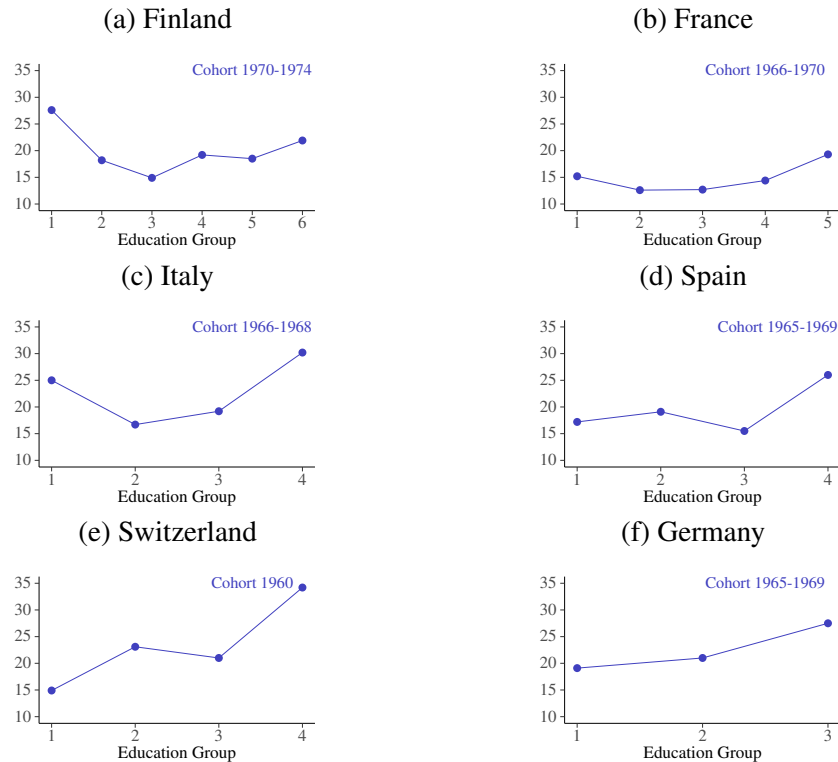 (a) Finland
Cohort 1970-1974
35
30
25
20
15
10
1 2 3 4 5 6
Education Group
(b) France
Cohort 1966-1970
35
30
25
20
15
10
1 2 3 4 5
Education Group
(c) Italy
Cohort 1966-1968
35
30
25
20
15
10
1 2 3 4
Education Group
(d) Spain
Cohort 1965-1969
35
30
25
20
15
10
1 2 3 4
Education Group
(e) Switzerland
Cohort 1960
35
30
25
20
15
10
1 2 3 4
Education Group
(f) Germany
Cohort 1965-1969
35
30
25
20
15
10
1 2 3
Education Group